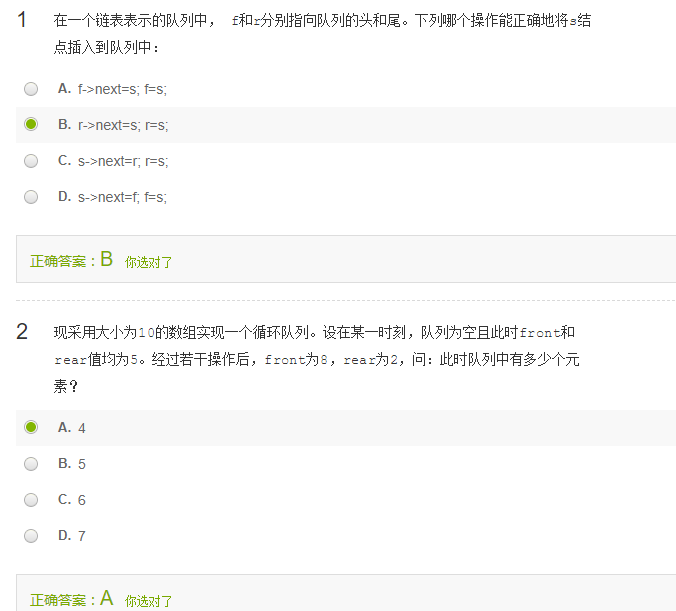 1 在一个链表表示的队列中， f和r分别指向队列的头和尾。下列哪个操作能正确地将s结
点插入到队列中：
A. f->next=s; f=s;
B. r->next=s; r=s;
C. s->next=r; r=s;
D. s->next=f; f=s;
正确答案：B 你选对了
2 现采用大小为10的数组实现一个循环队列。设在某一时刻，队列为空且此时front和
rear值均为5。经过若干操作后，front为8，rear为2，问：此时队列中有多少个元
素？
A. 4
B. 5
C. 6
D. 7
正确答案：A 你选对了